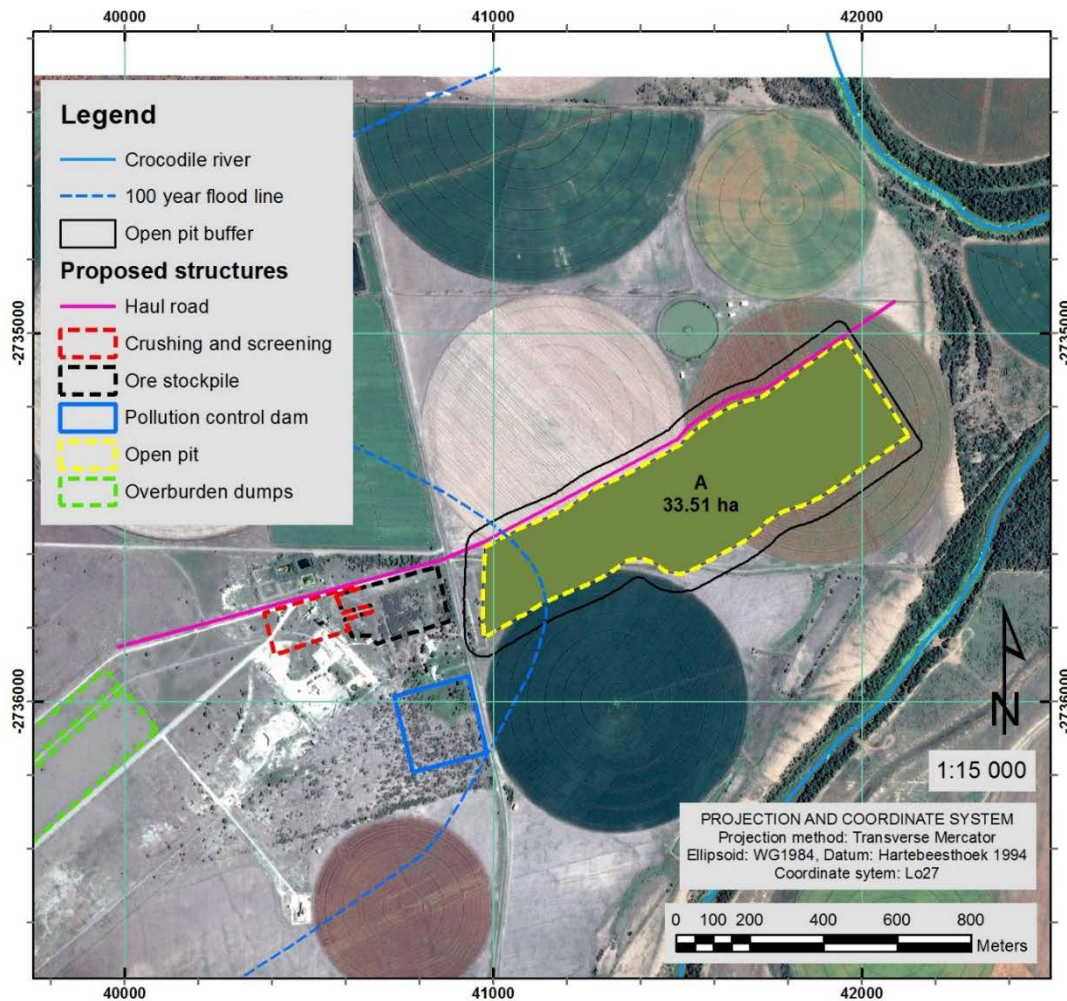 40000 41000 42000
Legend
Crocodile river
100 year flood line
Open pit buffer
Proposed structures
Haul road
Crushing and screening
Ore stockpile
Pollution control dam
Open pit
Overburden dumps
-2735000
-2735000
A
33.51 ha
-2736000
-2736000
N
1:15 000
PROJECTION AND COORDINATE SYSTEM
Projection method: Transverse Mercator
Ellipsoid: WG1984, Datum: Hartebeesthoek 1994
Coordinate sytem: Lo27
0 100 200 400 600 800
Meters
40000 41000 42000